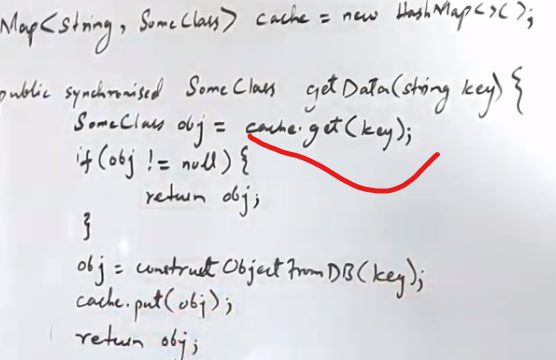 Map<String, SomeClass> cache = new HashMap<>();
public synchronised SomeClass getData(string key) {
SomeClass obj = cache.get(key);
if (obj != null) {
return obj;
}
obj = constructObjectFromDB(key);
cache.put(obj);
return obj;